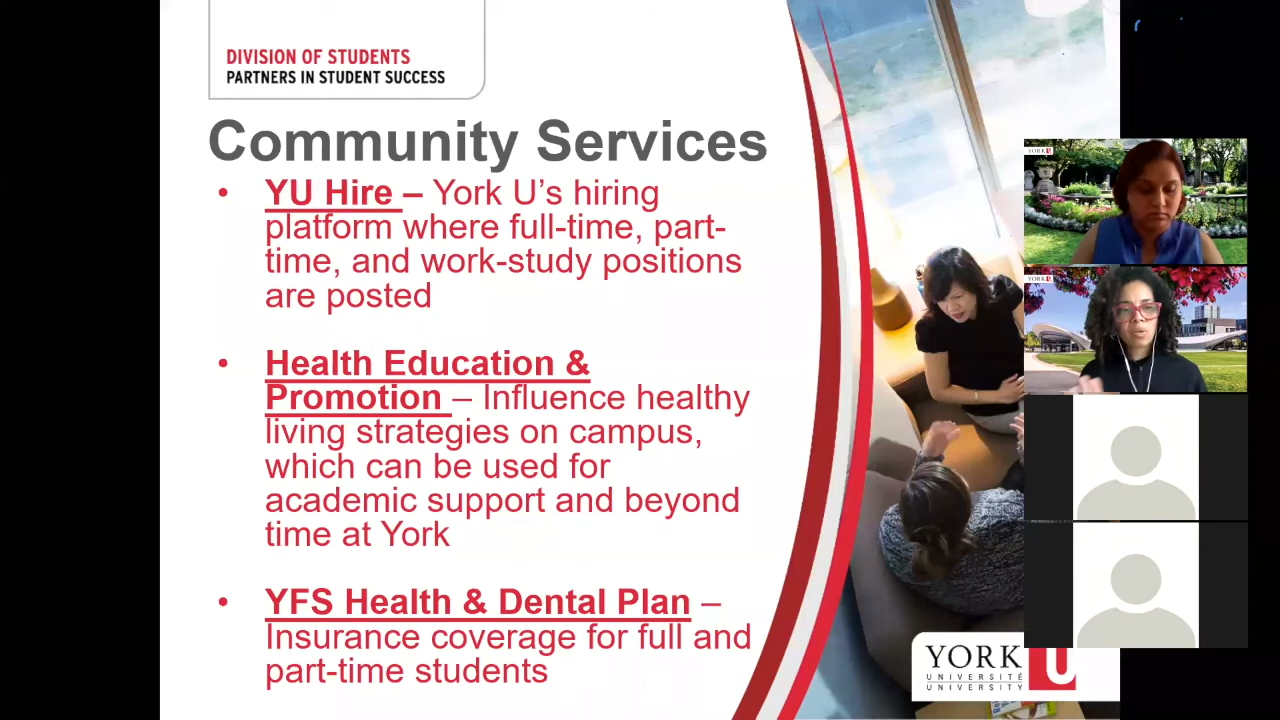 DIVISION OF STUDENTS
PARTNERS IN STUDENT SUCCESS
Community Services
• YU Hire – York U’s hiring
platform where full-time, part-
time, and work-study positions
are posted
• Health Education &
Promotion – Influence healthy
living strategies on campus,
which can be used for
academic support and beyond
time at York
• YFS Health & Dental Plan –
Insurance coverage for full and
part-time students
YORK U
YORK U
YORK U
UNIVERSITÉ
UNIVERSITY